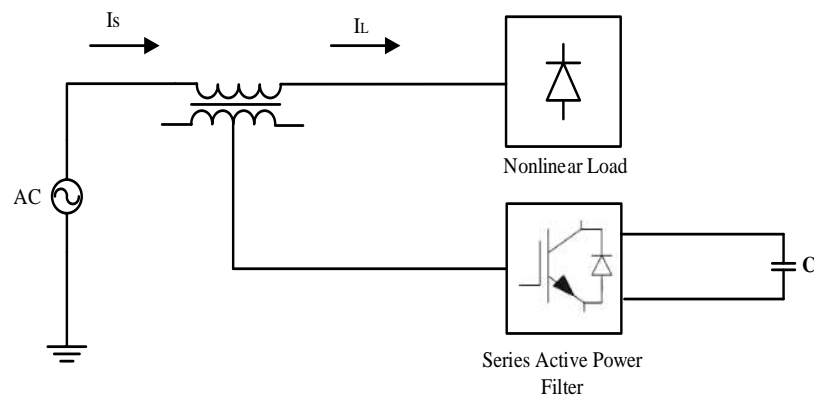 Is
IL
Nonlinear Load
AC
C
Series Active Power
Filter